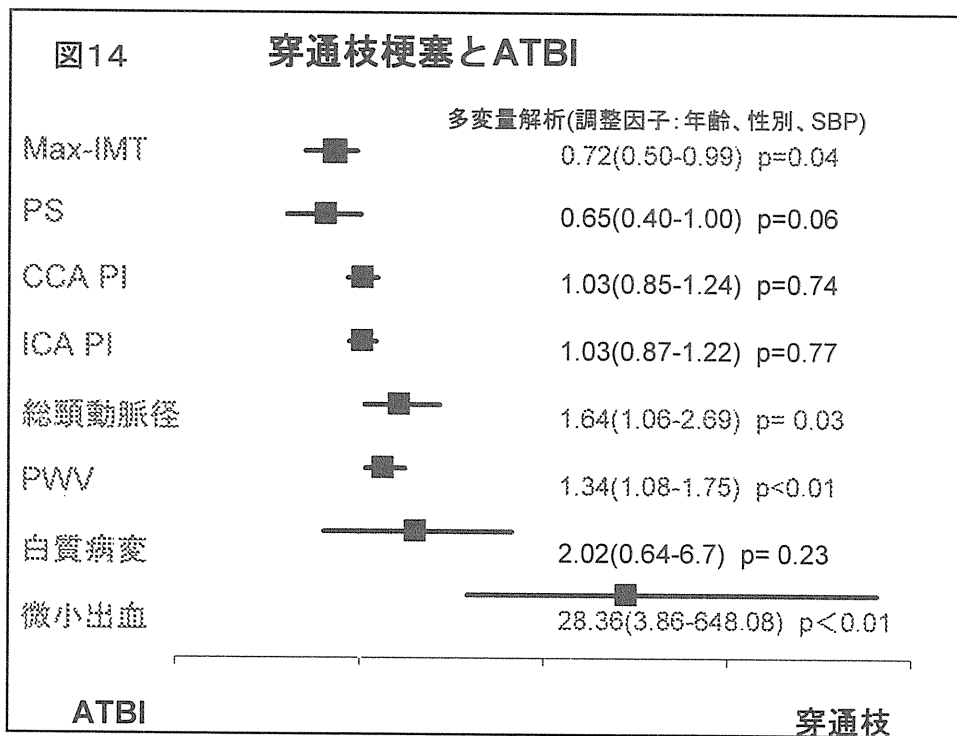 図14 穿通枝梗塞とATBI
多変量解析(調整因子:年齢、性別、SBP)
Max-IMT 0.72(0.50-0.99) p=0.04
PS 0.65(0.40-1.00) p=0.06
CCA PI 1.03(0.85-1.24) p=0.74
ICA PI 1.03(0.87-1.22) p=0.77
総頸動脈径 1.64(1.06-2.69) p= 0.03
PWV 1.34(1.08-1.75) p<0.01
白質病変 2.02(0.64-6.7) p= 0.23
微小出血 28.36(3.86-648.08) p<0.01
ATBI 穿通枝